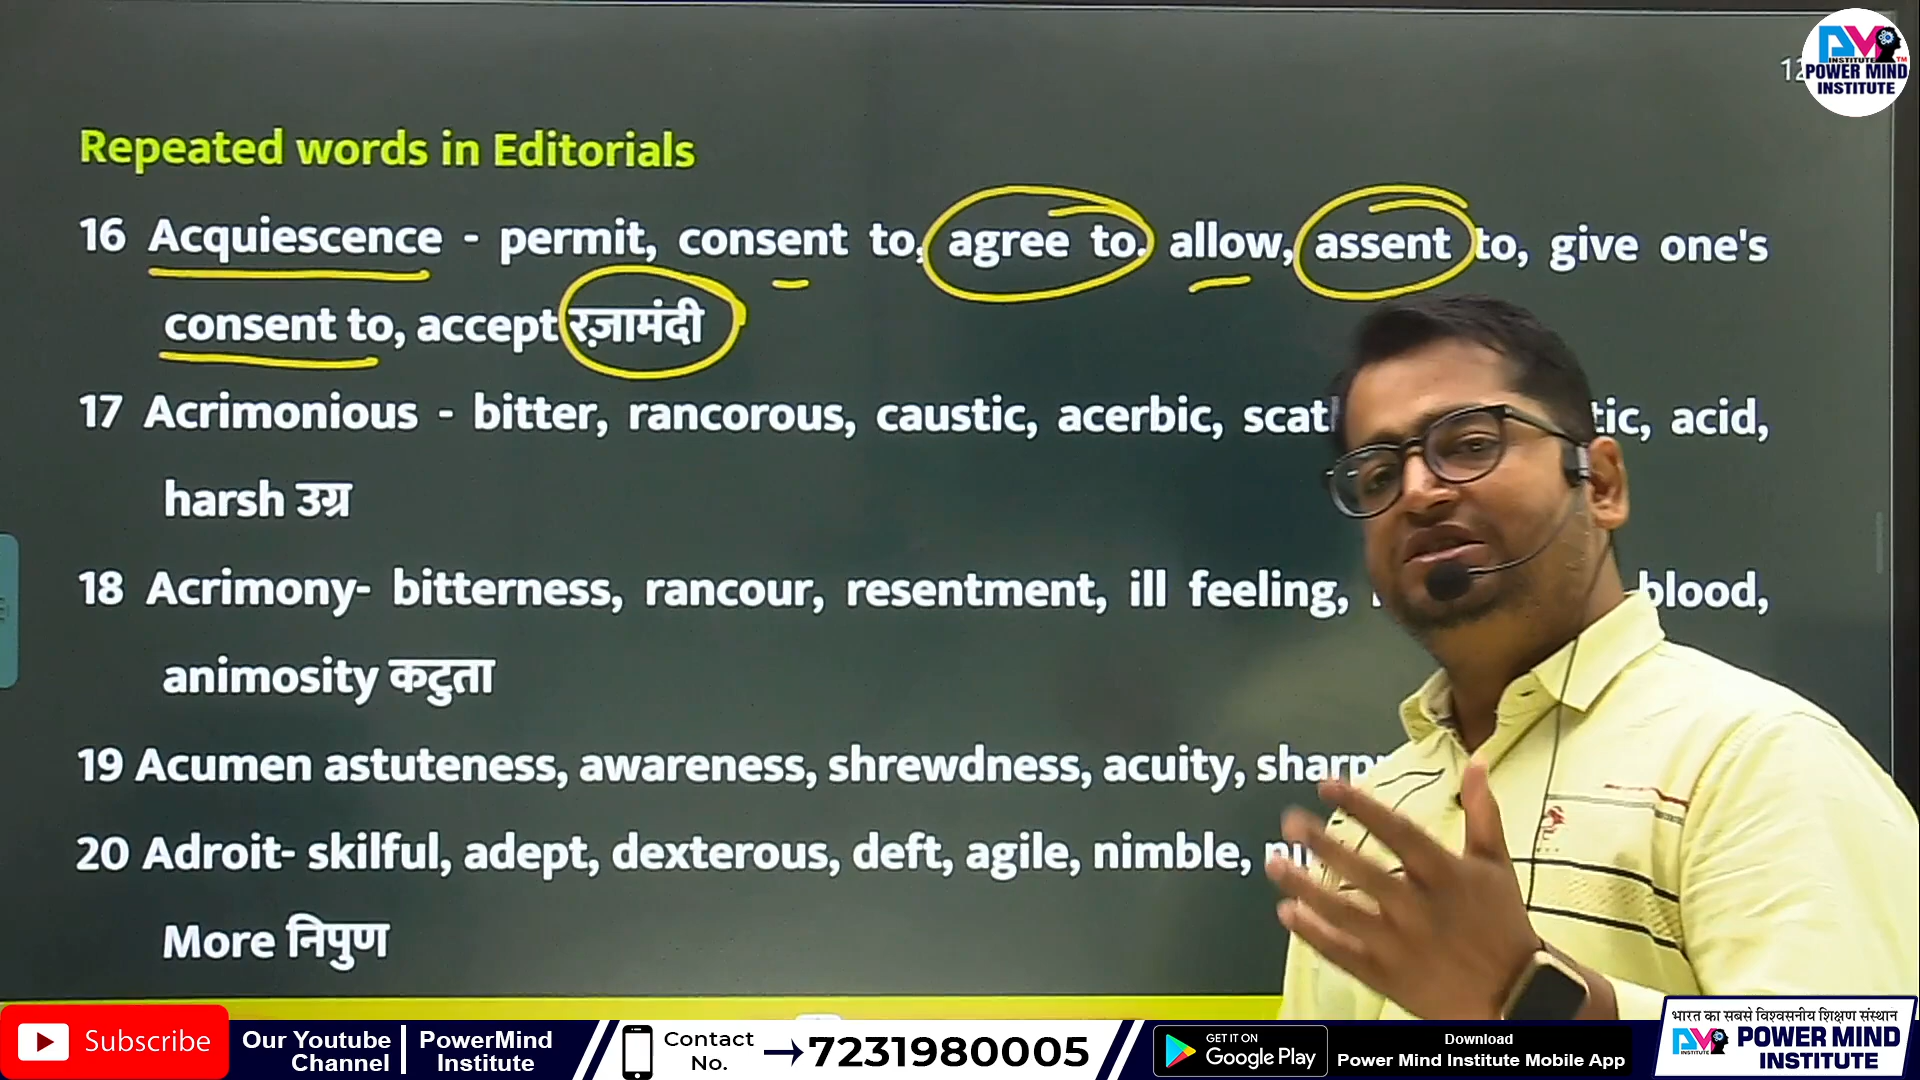 12
PM INSTITUTE
POWER MIND
INSTITUTE
Repeated words in Editorials
16 Acquiescence - permit, consent to, agree to. allow, assent to, give one's
consent to, accept रज़ामंदी
17 Acrimonious - bitter, rancorous, caustic, acerbic, acid,
harsh उग्र
18 Acrimony- bitterness, rancour, resentment, ill feeling, blood,
animosity कटुता
19 Acumen astuteness, awareness, shrewdness, acuity,
20 Adroit- skilful, adept, dexterous, deft, agile, nimble,
More निपुण
Subscribe
Our Youtube Channel
PowerMind Institute
Contact No. 7231980005
GET IT ON
Google Play
Download
Power Mind Institute Mobile App
भारत का सबसे विश्वसनीय शिक्षण संस्थान
PM INSTITUTE POWER MIND
INSTITUTE